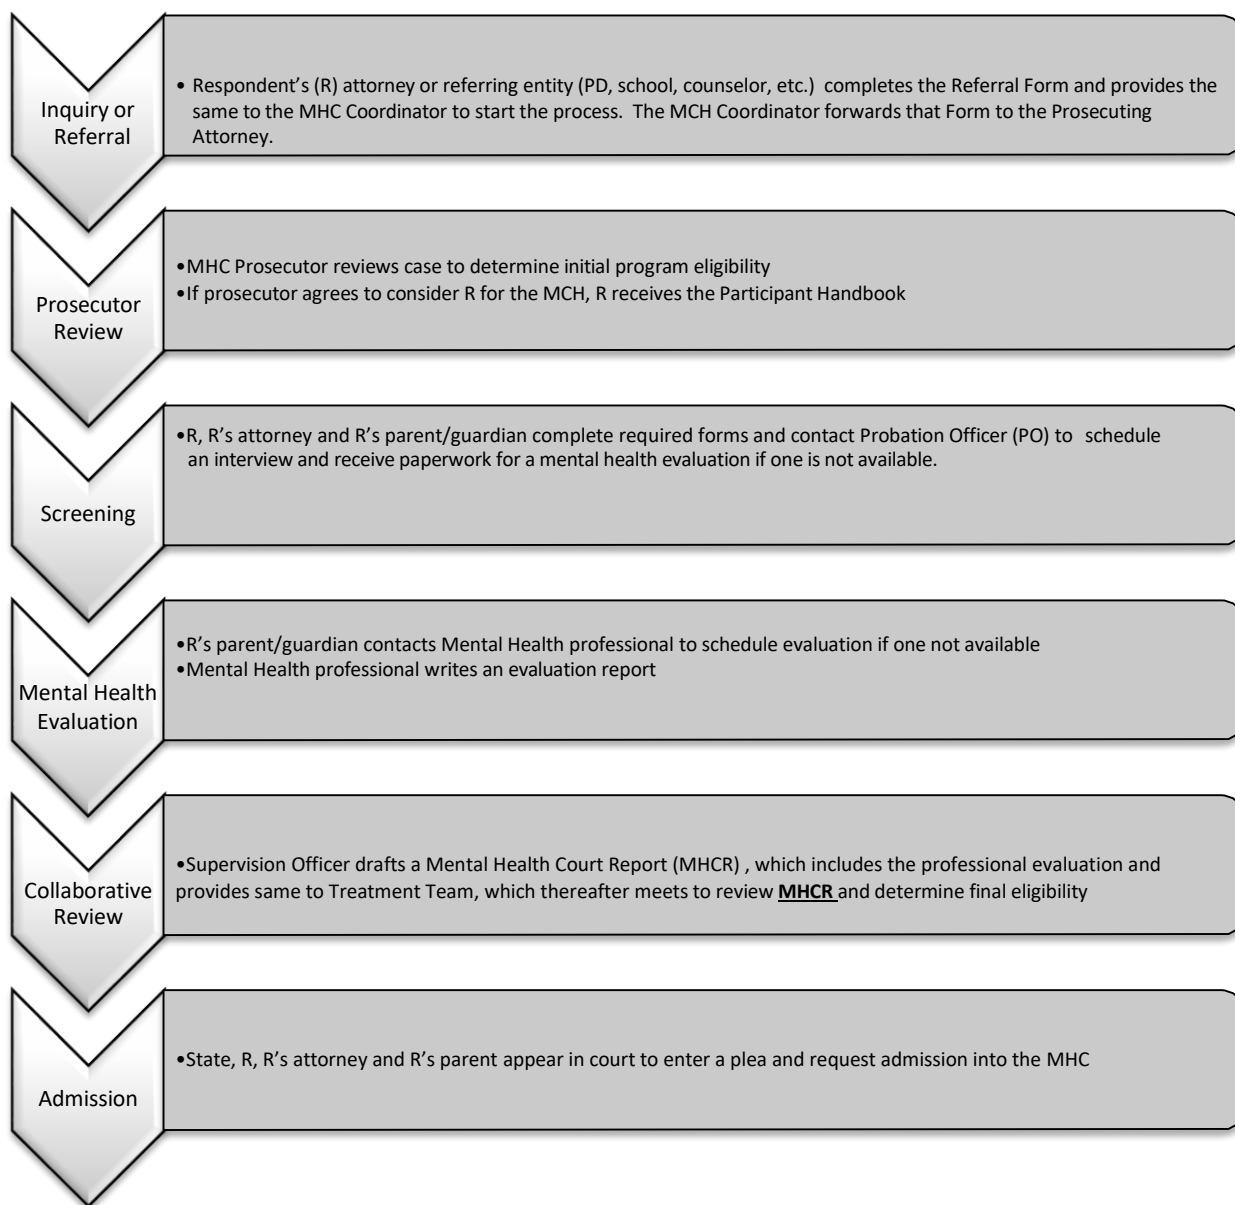 Inquiry or
Referral
• Respondent’s (R) attorney or referring entity (PD, school, counselor, etc.) completes the Referral Form and provides the
same to the MHC Coordinator to start the process. The MCH Coordinator forwards that Form to the Prosecuting
Attorney.
Prosecutor
Review
•MHC Prosecutor reviews case to determine initial program eligibility
•If prosecutor agrees to consider R for the MCH, R receives the Participant Handbook
Screening
•R, R’s attorney and R’s parent/guardian complete required forms and contact Probation Officer (PO) to schedule
an interview and receive paperwork for a mental health evaluation if one is not available.
Mental Health
Evaluation
•R’s parent/guardian contacts Mental Health professional to schedule evaluation if one not available
•Mental Health professional writes an evaluation report
Collaborative
Review
•Supervision Officer drafts a Mental Health Court Report (MHCR) , which includes the professional evaluation and
provides same to Treatment Team, which thereafter meets to review MHCR and determine final eligibility
Admission
•State, R, R’s attorney and R’s parent appear in court to enter a plea and request admission into the MHC